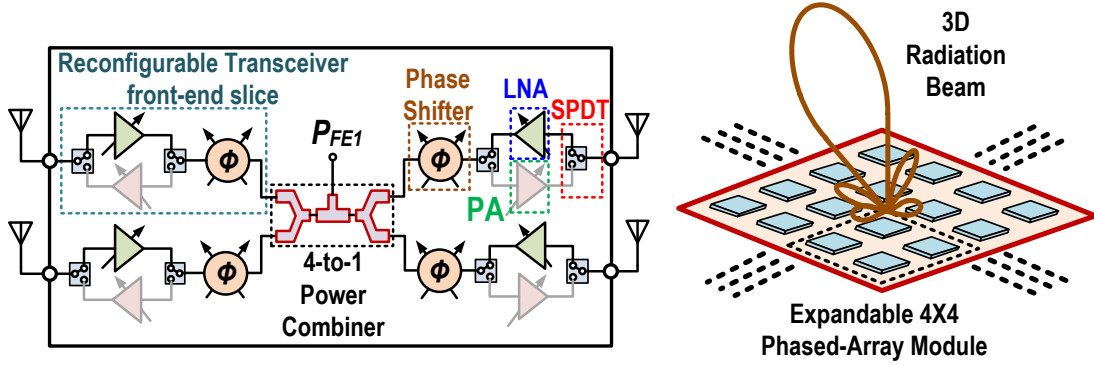 Reconfigurable Transceiver
front-end slice
Phase
Shifter
LNA
SPDT
PA
P_FE1
ϕ
ϕ
ϕ
ϕ
4-to-1
Power
Combiner
3D
Radiation
Beam
Expandable 4X4
Phased-Array Module